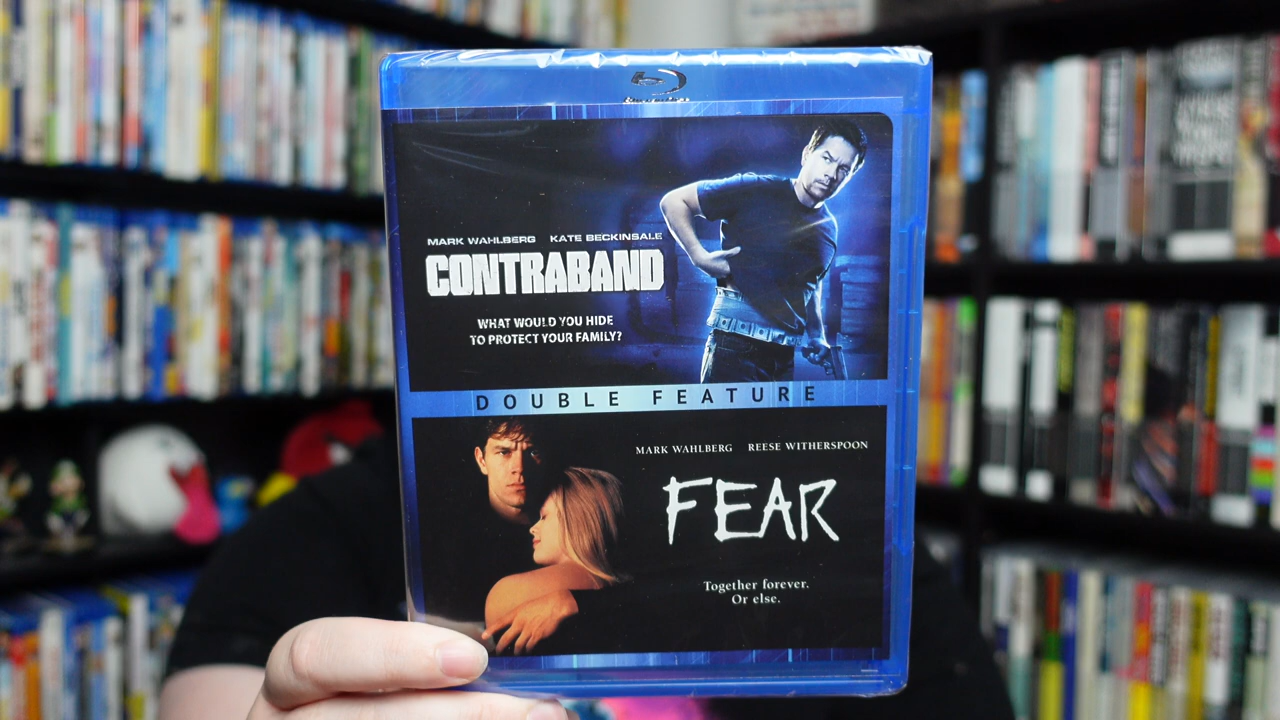 MARK WAHLBERG KATE BECKINSALE
CONTRABAND
WHAT WOULD YOU HIDE
TO PROTECT YOUR FAMILY?
DOUBLE FEATURE
MARK WAHLBERG REESE WITHERSPOON
FEAR
Together forever.
Or else.